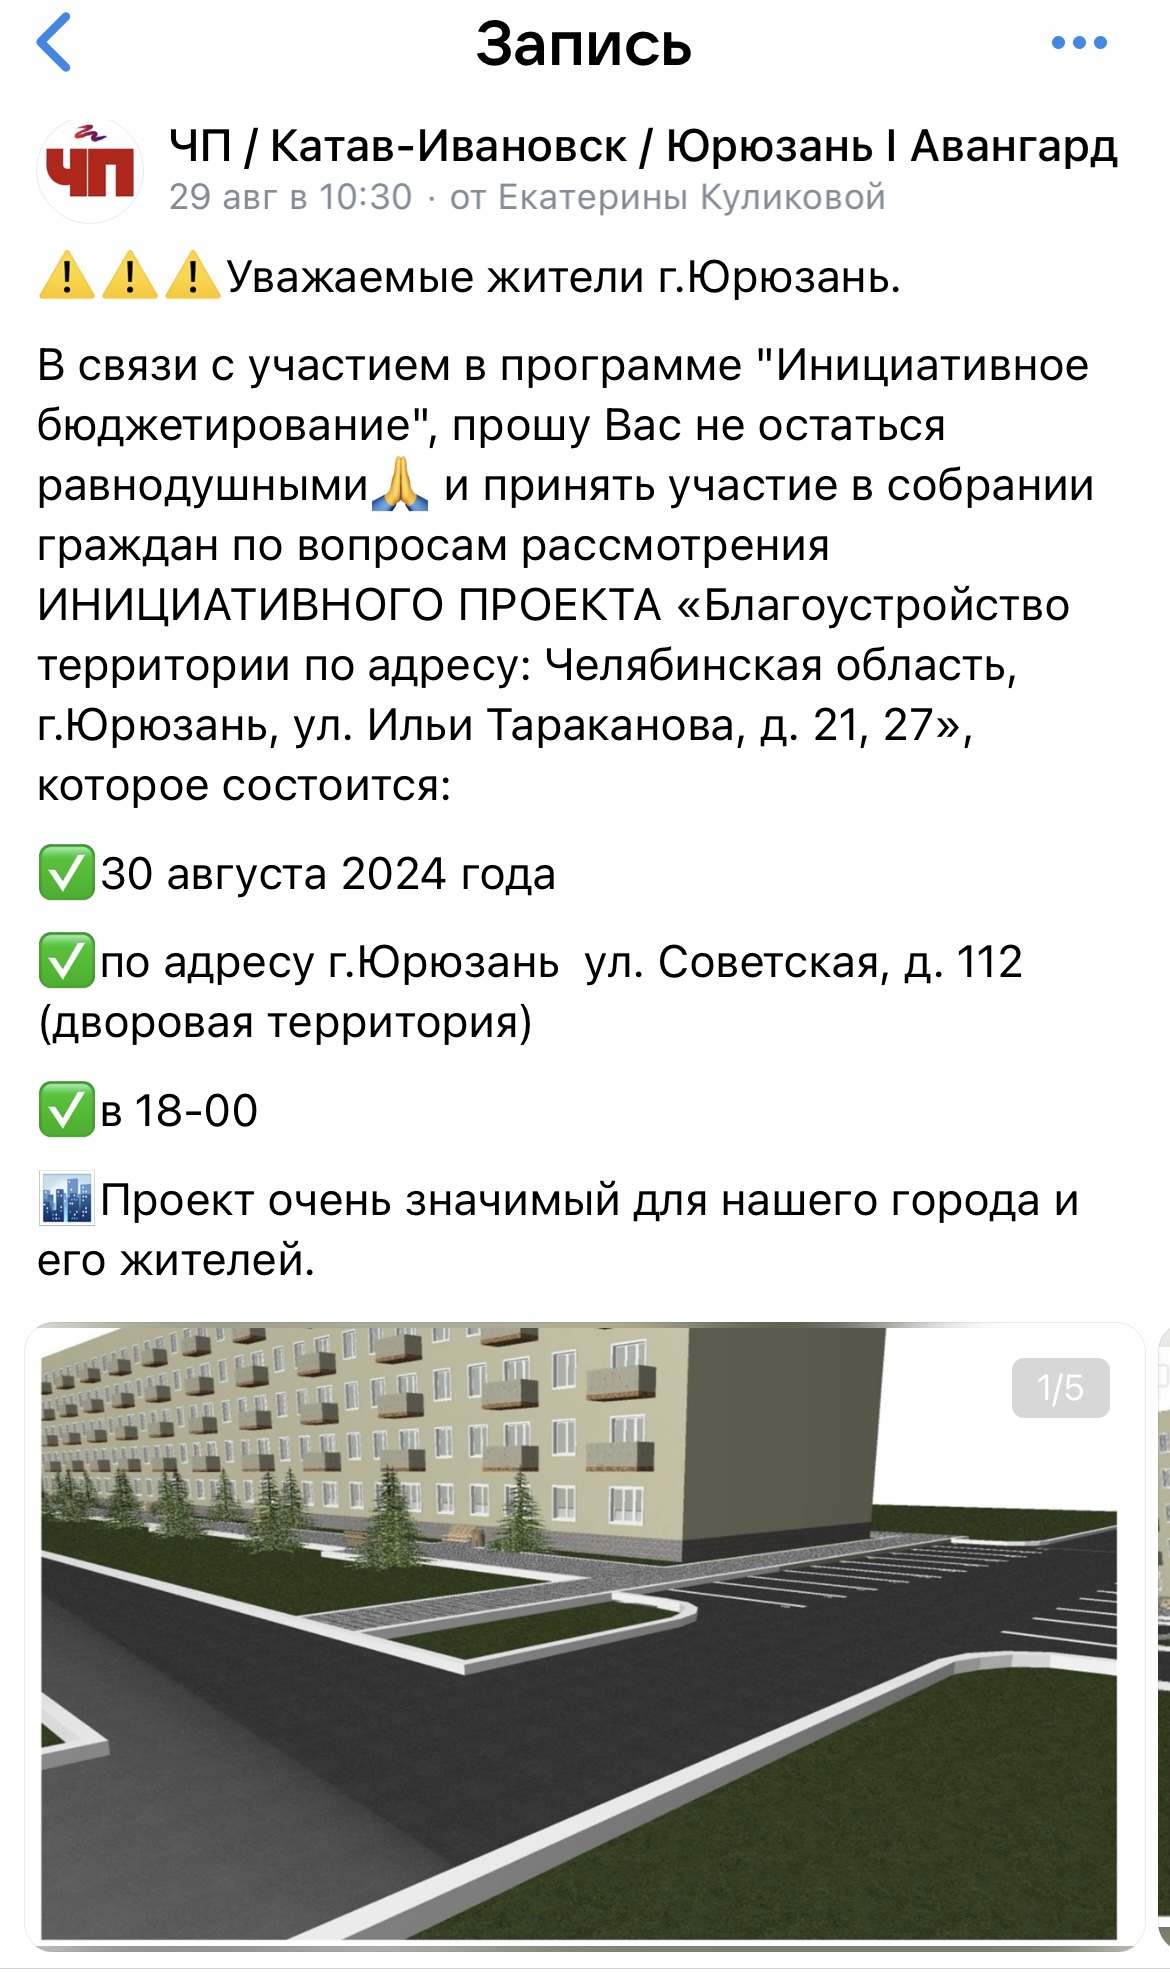 Запись
ЧП
ЧП / Катав-Ивановск / Юрюзань I Авангард
29 авг в 10:30 · от Екатерины Куликовой
⚠️⚠️⚠️Уважаемые жители г.Юрюзань.
В связи с участием в программе "Инициативное
бюджетирование", прошу Вас не остаться
равнодушными🙏 и принять участие в собрании
граждан по вопросам рассмотрения
ИНИЦИАТИВНОГО ПРОЕКТА «Благоустройство
территории по адресу: Челябинская область,
г.Юрюзань, ул. Ильи Тараканова, д. 21, 27»,
которое состоится:
✅30 августа 2024 года
✅по адресу г.Юрюзань  ул. Советская, д. 112
(дворовая территория)
✅в 18-00
🏙Проект очень значимый для нашего города и
его жителей.
1/5